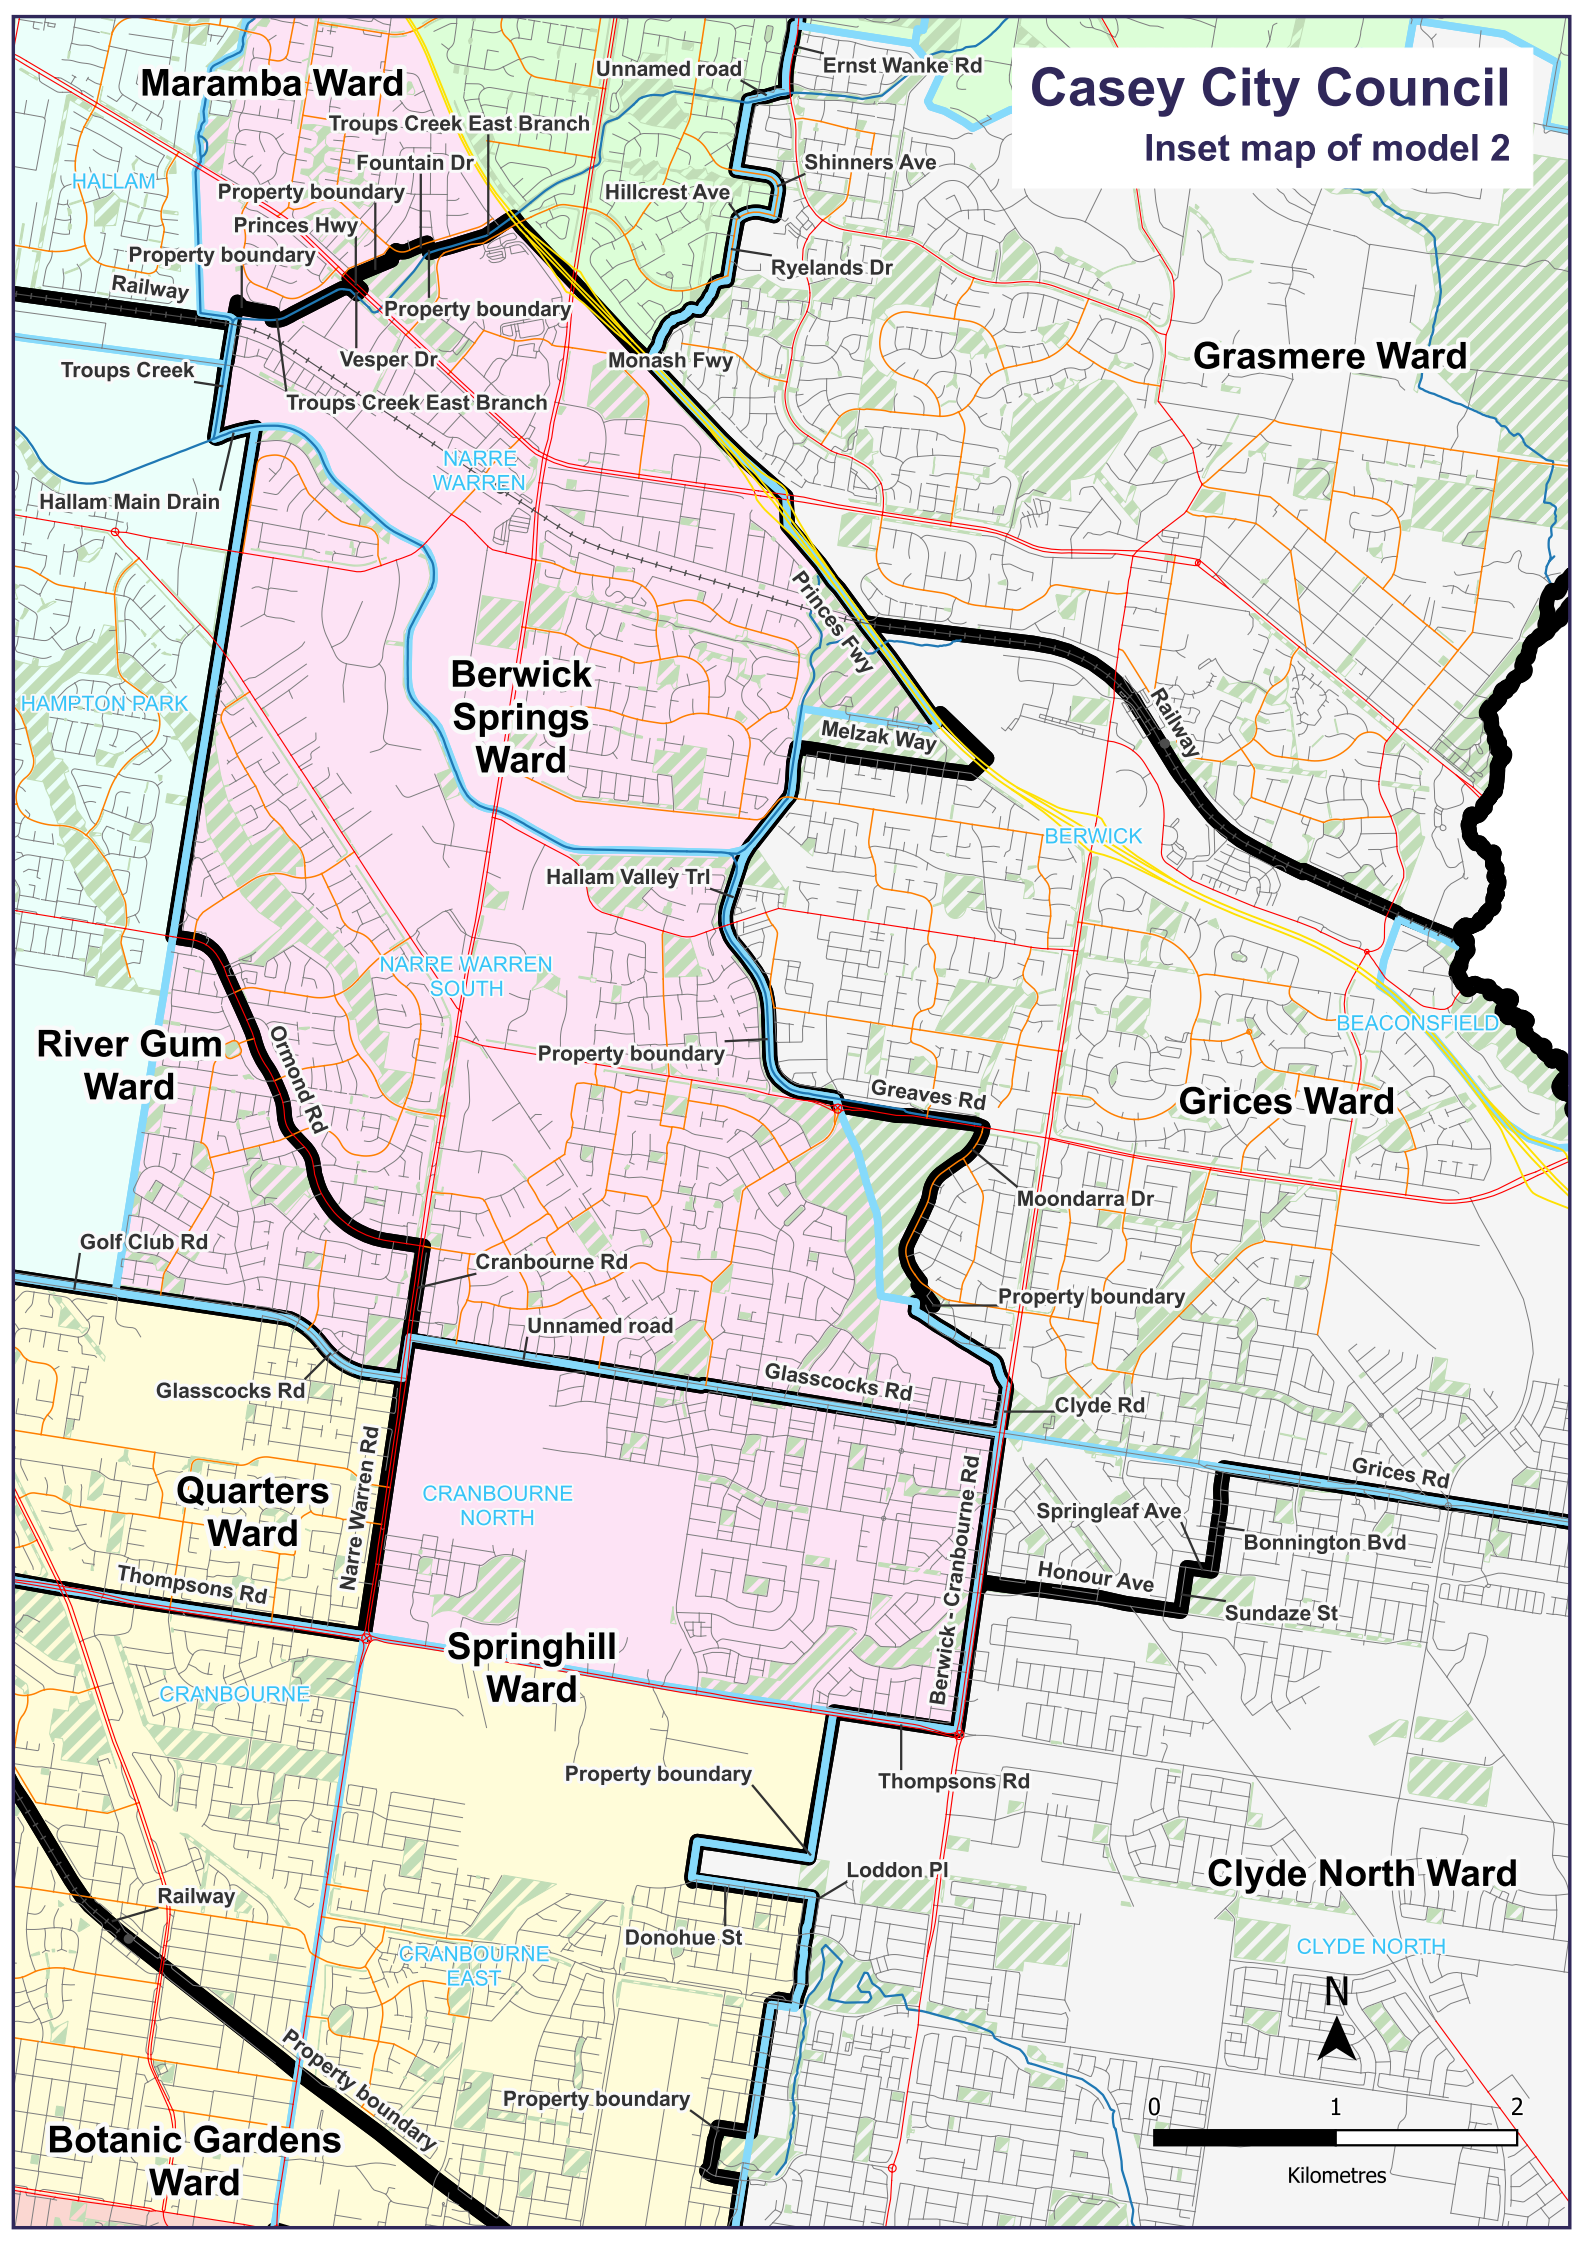 Casey City Council
Inset map of model 2
Maramba Ward
Unnamed road
Ernst Wanke Rd
Troups Creek East Branch
Fountain Dr
Shinners Ave
HALLAM
Property boundary
Hillcrest Ave
Princes Hwy
Property boundary
Ryelands Dr
Railway
Property boundary
Vesper Dr
Monash Fwy
Grasmere Ward
Troups Creek
Troups Creek East Branch
NARRE
WARREN
Hallam Main Drain
Princes Fwy
Berwick
Springs
Ward
HAMPTON PARK
Melzak Way
Railway
BERWICK
Hallam Valley Trl
NARRE WARREN
SOUTH
BEACONSFIELD
River Gum
Ward
Ormond Rd
Property boundary
Greaves Rd
Grices Ward
Moondarra Dr
Golf Club Rd
Cranbourne Rd
Property boundary
Unnamed road
Glasscocks Rd
Glasscocks Rd
Clyde Rd
Narre Warren Rd
Grices Rd
Quarters
Ward
CRANBOURNE
NORTH
Berwick - Cranbourne Rd
Springleaf Ave
Bonnington Bvd
Honour Ave
Thompsons Rd
Sundaze St
Springhill
Ward
CRANBOURNE
Property boundary
Thompsons Rd
Loddon Pl
Clyde North Ward
Railway
Donohue St
CRANBOURNE
EAST
CLYDE NORTH
N
Property boundary
Property boundary
Botanic Gardens
Ward
0 1 2
Kilometres